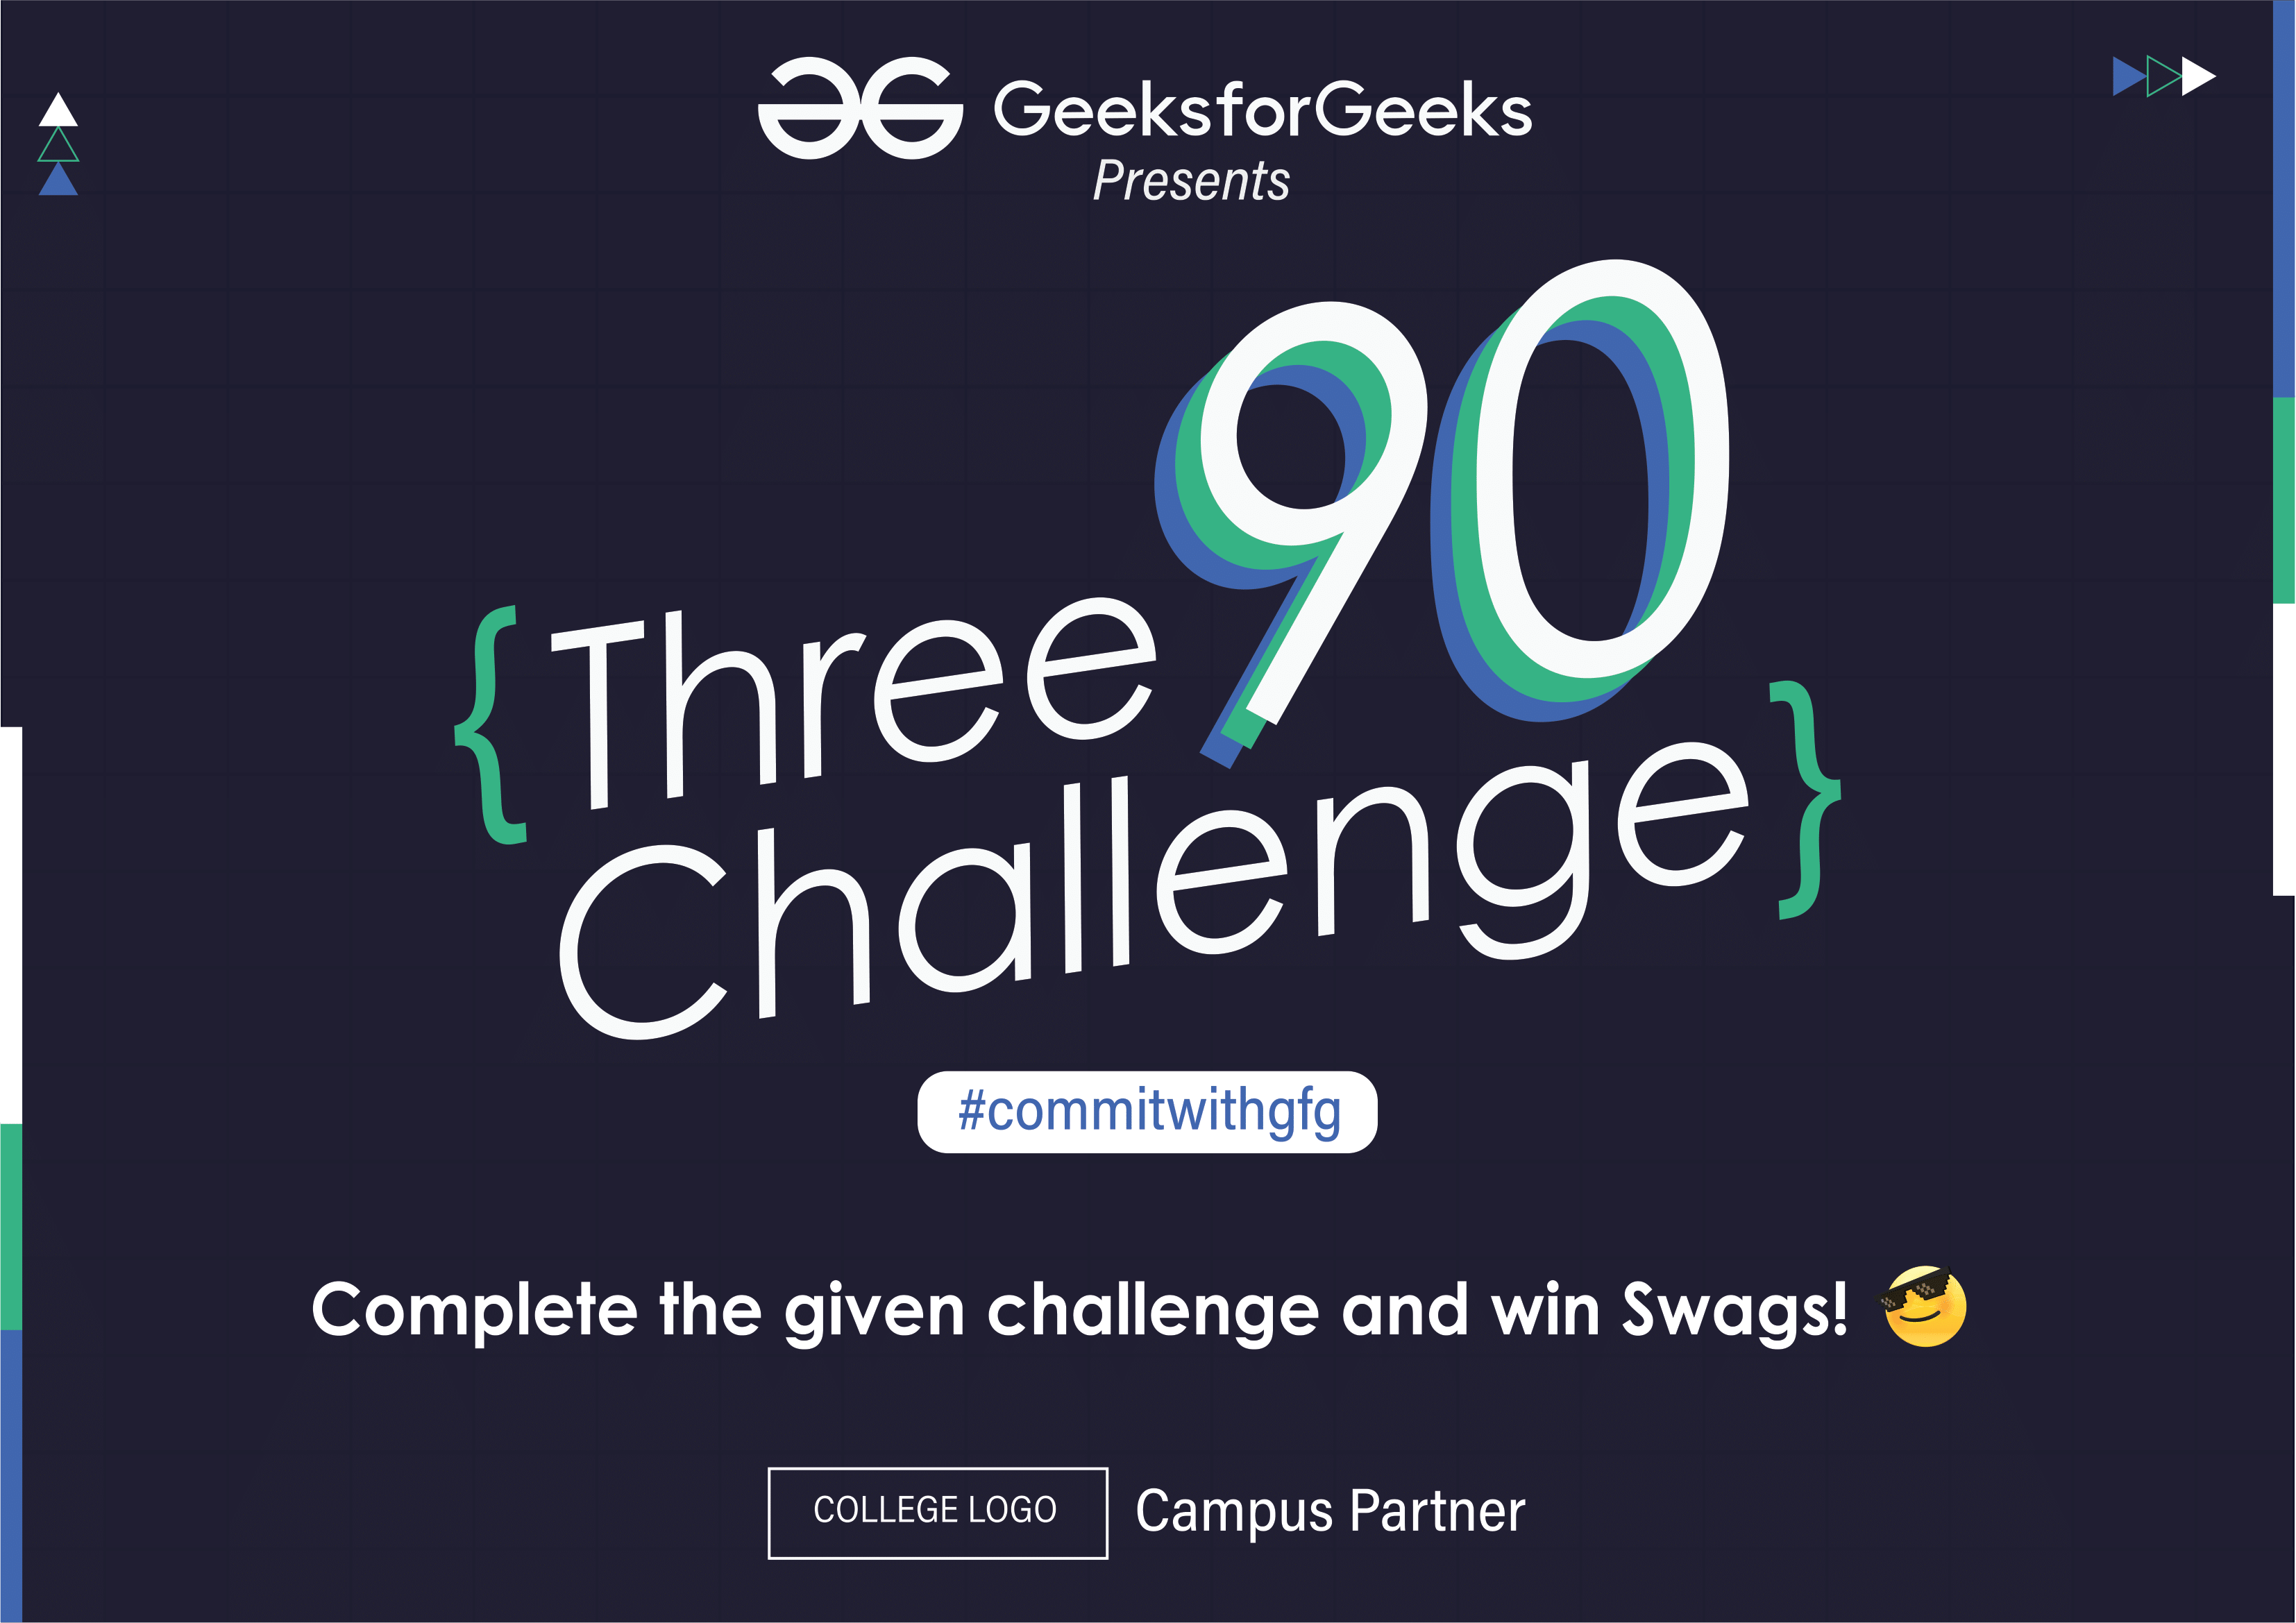 GeeksforGeeks
Presents
{Three90
Challenge}
#commitwithgfg
Complete the given challenge and win Swags! 😎
COLLEGE LOGO Campus Partner